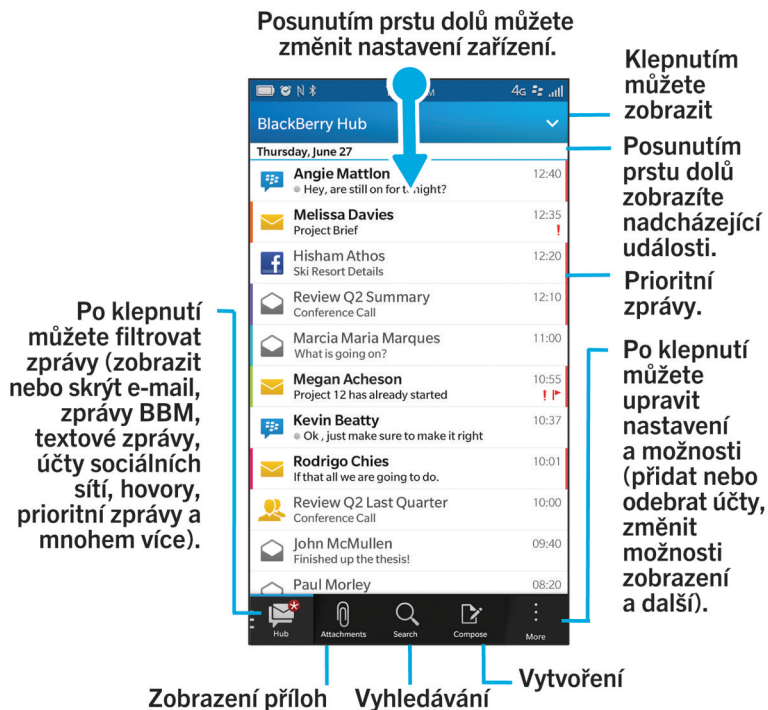 Posunutím prstu dolů můžete
změnit nastavení zařízení.
Klepnutím
můžete
zobrazit
Posunutím
prstu dolů
zobrazíte
nadcházející
události.
Prioritní
zprávy.
Po klepnutí
můžete
upravit
nastavení
a možnosti
(přidat nebo
odebrat účty,
změnit
možnosti
zobrazení
a další).
Po klepnutí
můžete filtrovat
zprávy (zobrazit
nebo skrýt e-mail,
zprávy BBM,
textové zprávy,
účty sociálních
sítí, hovory,
prioritní zprávy a
mnohem více).
4G
BlackBerry Hub
Thursday, June 27
Angie Mattlon 12:40
Hey, are still on for night?
Melissa Davies 12:35
Project Brief !
Hisham Athos 12:20
Ski Resort Details
Review Q2 Summary 12:10
Conference Call
Marcia Maria Marques 11:00
What is going on?
Megan Acheson 10:55
Project 12 has already started !
Kevin Beatty 10:37
Ok , just make sure to make it right
Rodrigo Chies 10:01
If that all we are going to do.
Review Q2 Last Quarter 10:00
Conference Call
John McMullen 09:40
Finished up the thesis!
Paul Morley 08:20
Hub Attachments Search Compose More
Zobrazení příloh Vyhledávání Vytvoření